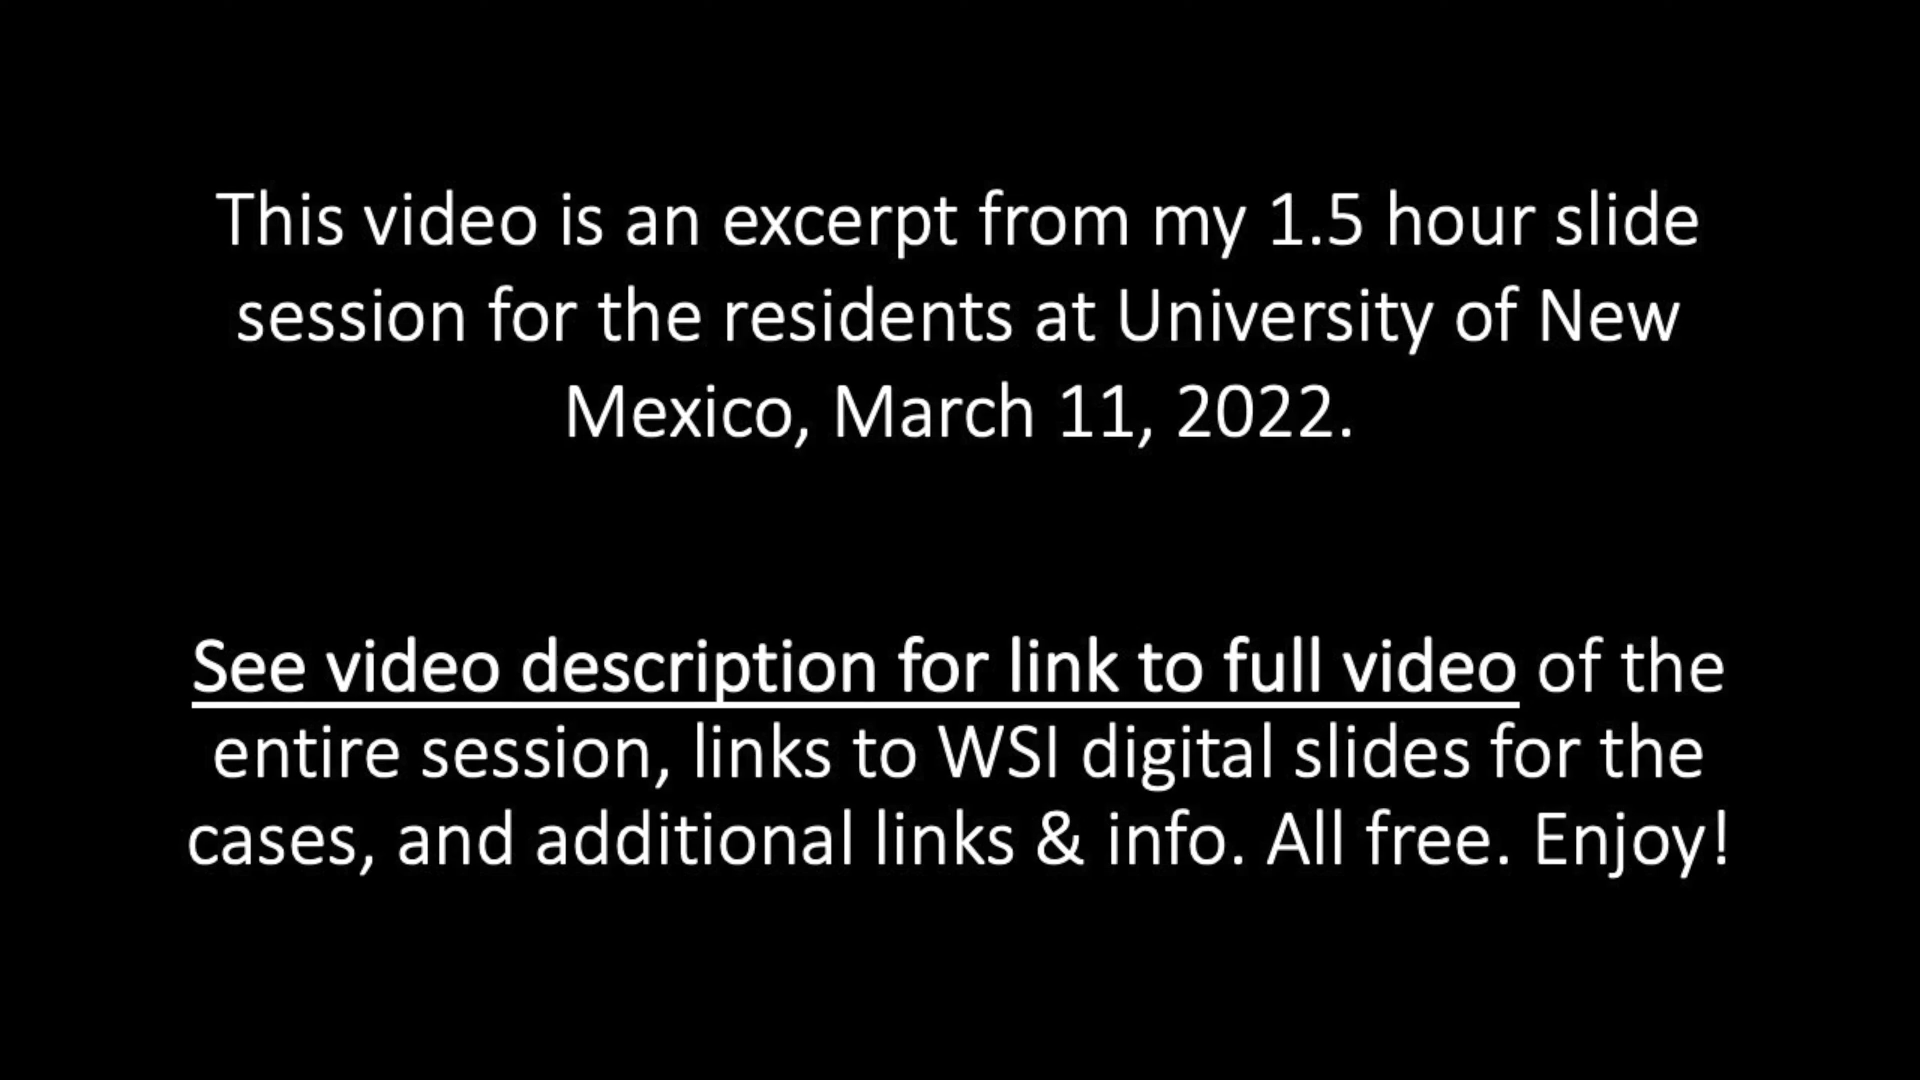 This video is an excerpt from my 1.5 hour slide
session for the residents at University of New
Mexico, March 11, 2022.
See video description for link to full video of the
entire session, links to WSI digital slides for the
cases, and additional links & info. All free. Enjoy!